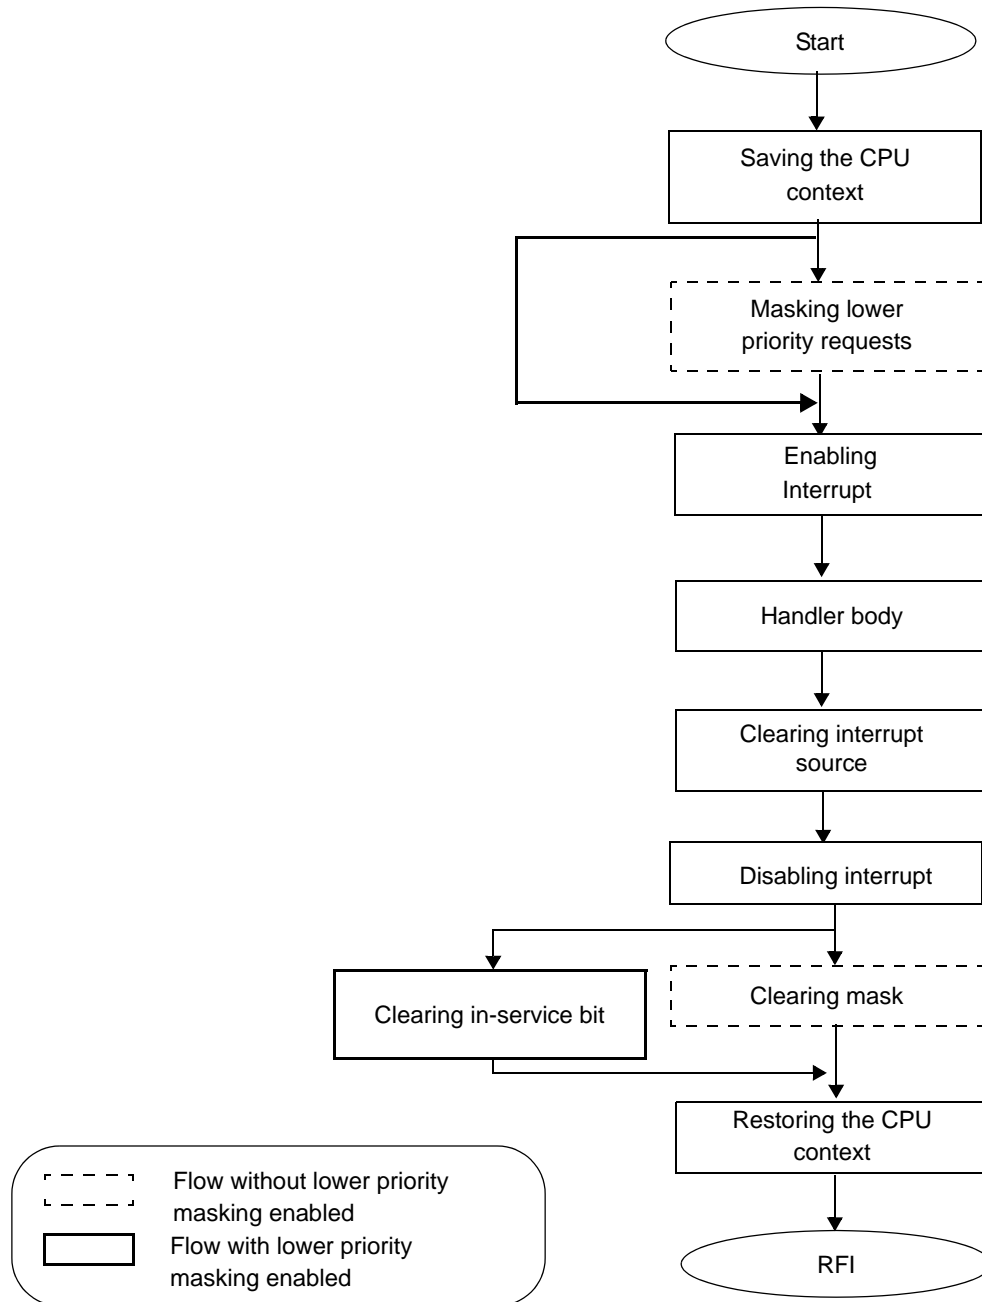 Start
Saving the CPU
context
Masking lower
priority requests
Enabling
Interrupt
Handler body
Clearing interrupt
source
Disabling interrupt
Clearing in-service bit
Clearing mask
Restoring the CPU
context
RFI
Flow without lower priority
masking enabled
Flow with lower priority
masking enabled